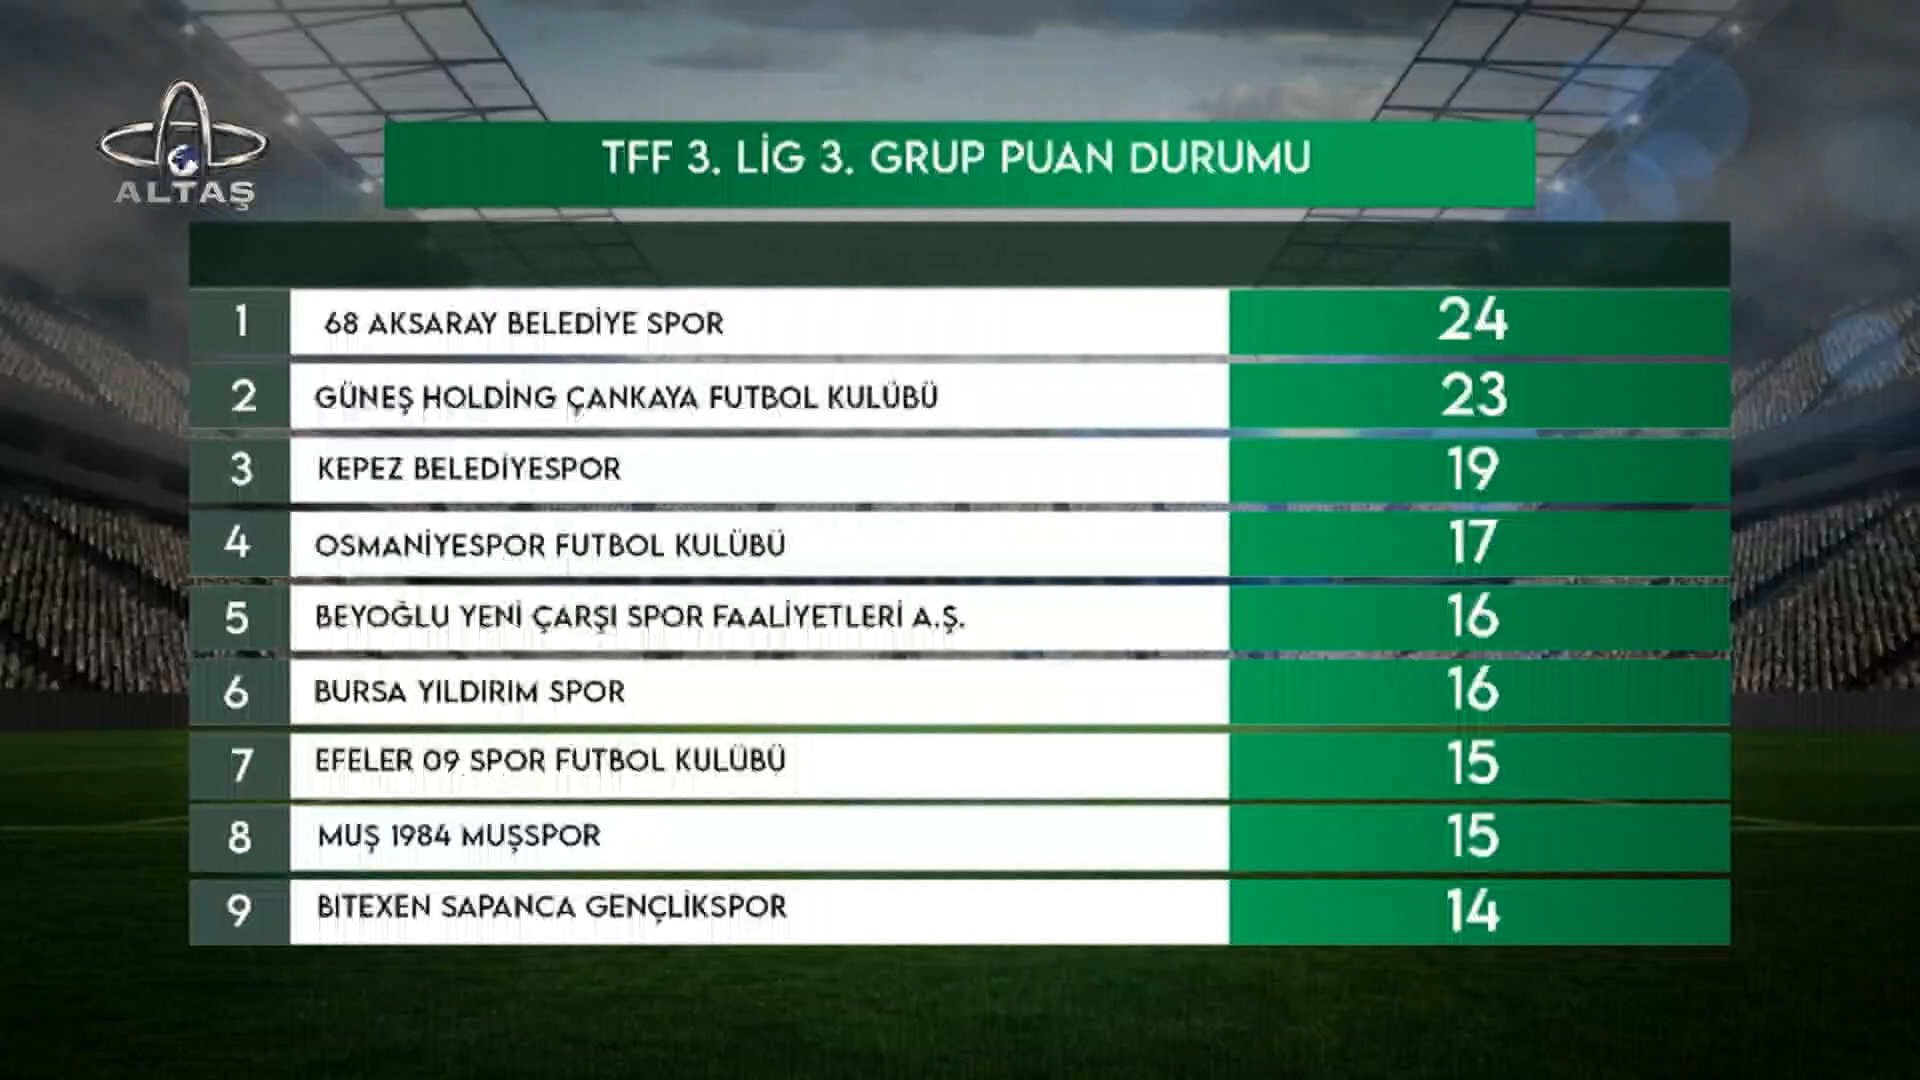 ALTAŞ
TFF 3. LİG 3. GRUP PUAN DURUMU
1 68 AKSARAY BELEDİYE SPOR 24
2 GÜNEŞ HOLDİNG ÇANKAYA FUTBOL KULÜBÜ 23
3 KEPEZ BELEDİYESPOR 19
4 OSMANİYESPOR FUTBOL KULÜBÜ 17
5 BEYOĞLU YENİ ÇARŞI SPOR FAALİYETLERİ A.Ş. 16
6 BURSA YILDIRIM SPOR 16
7 EFELER 09 SPOR FUTBOL KULÜBÜ 15
8 MUŞ 1984 MUŞSPOR 15
9 BITEXEN SAPANCA GENÇLİKSPOR 14